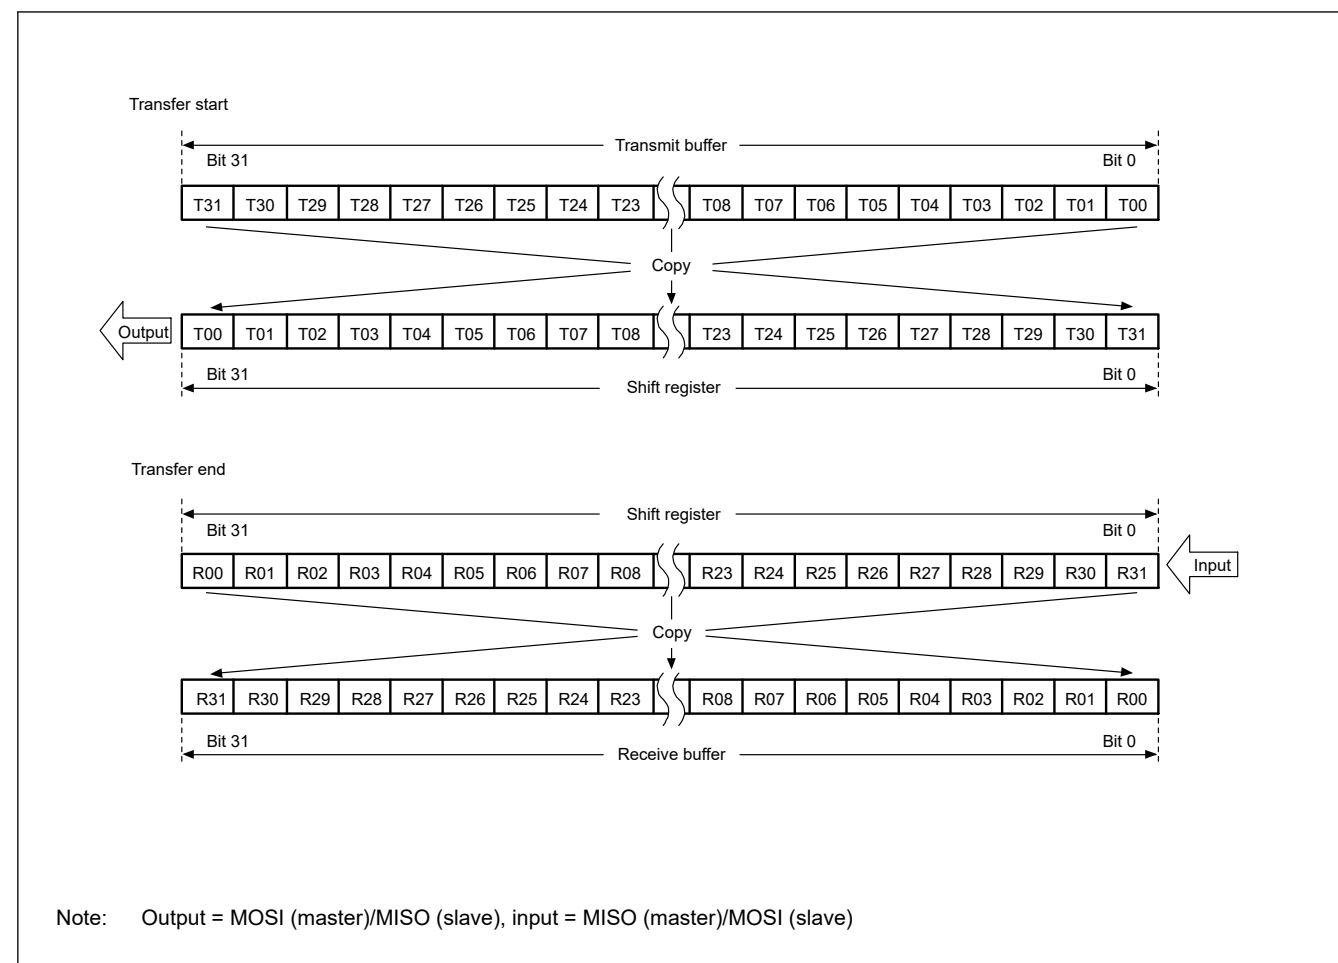 Transfer start
Transmit buffer
Bit 31 Bit 0
T31 T30 T29 T28 T27 T26 T25 T24 T23 T08 T07 T06 T05 T04 T03 T02 T01 T00
Copy
Output T00 T01 T02 T03 T04 T05 T06 T07 T08 T23 T24 T25 T26 T27 T28 T29 T30 T31
Bit 31 Bit 0
Shift register
Transfer end
Shift register
Bit 31 Bit 0
R00 R01 R02 R03 R04 R05 R06 R07 R08 R23 R24 R25 R26 R27 R28 R29 R30 R31 Input
Copy
R31 R30 R29 R28 R27 R26 R25 R24 R23 R08 R07 R06 R05 R04 R03 R02 R01 R00
Bit 31 Bit 0
Receive buffer
Note: Output = MOSI (master)/MISO (slave), input = MISO (master)/MOSI (slave)